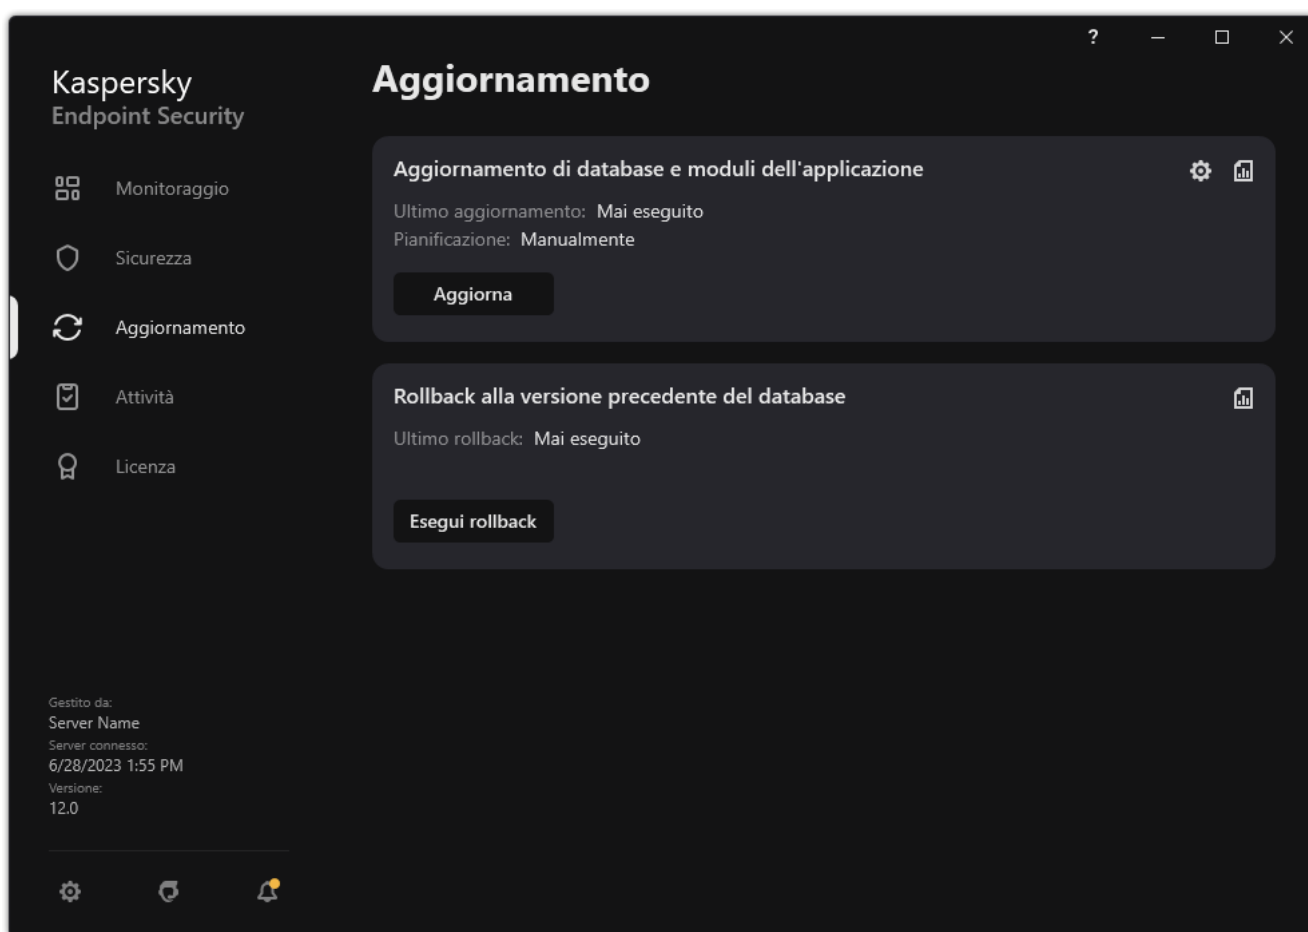 ?
Kaspersky
Endpoint Security
Monitoraggio
Sicurezza
Aggiornamento
Attività
Licenza
Gestito da:
Server Name
Server connesso:
6/28/2023 1:55 PM
Versione:
12.0
Aggiornamento
Aggiornamento di database e moduli dell'applicazione
Ultimo aggiornamento: Mai eseguito
Pianificazione: Manualmente
Aggiorna
Rollback alla versione precedente del database
Ultimo rollback: Mai eseguito
Esegui rollback